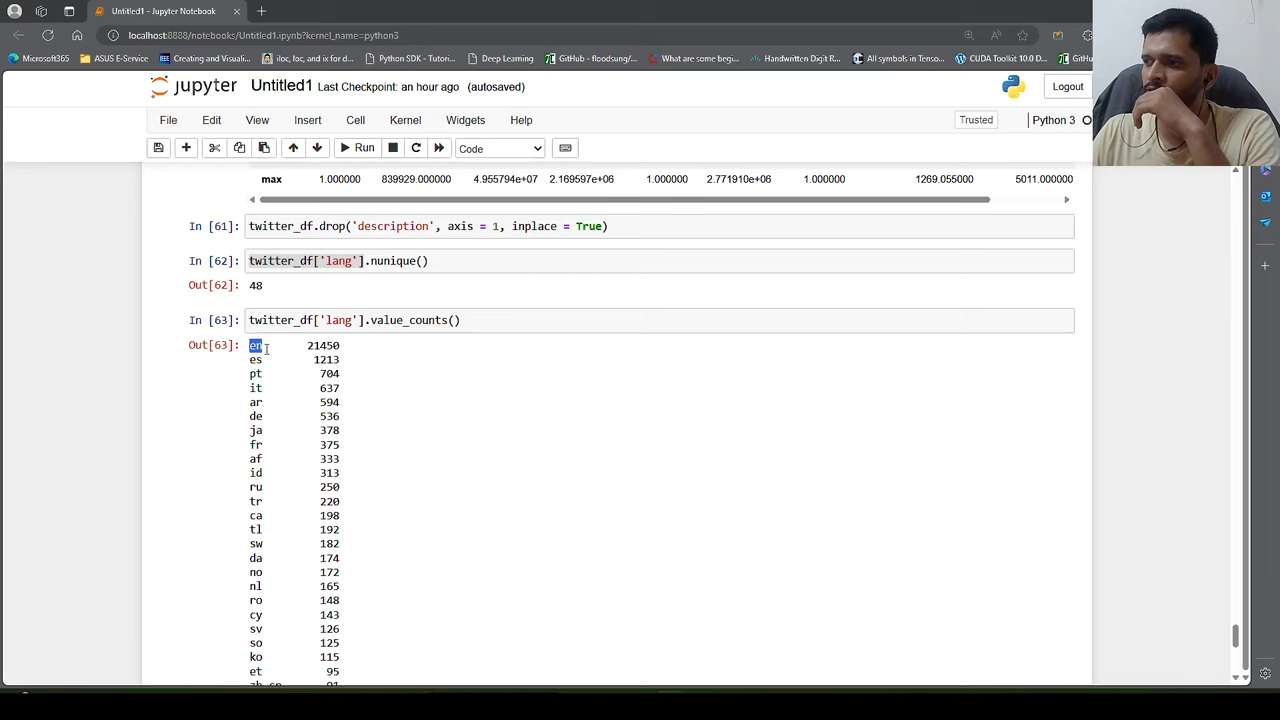 Untitled1 - Jupyter Notebook
localhost:8888/notebooks/Untitled1.ipynb?kernel_name=python3
Microsoft365 ASUS E-Service Creating and Visuali... iloc, loc, and ix for d... Python SDK - Tutori... Deep Learning GitHub - floodsung/... What are some begi... Handwritten Digit R... All symbols in Tenso... CUDA Toolkit 10.0 D...
jupyter Untitled1 Last Checkpoint: an hour ago (autosaved) Logout
File Edit View Insert Cell Kernel Widgets Help Trusted Python 3
Run Code
max 1.000000 839929.000000 4.955794e+07 2.169597e+06 1.000000 2.771910e+06 1.000000 1269.055000 5011.000000
In [61]: twitter_df.drop('description', axis = 1, inplace = True)
In [62]: twitter_df['lang'].nunique()
Out[62]: 48
In [63]: twitter_df['lang'].value_counts()
Out[63]: en 21450
es 1213
pt 704
it 637
ar 594
de 536
ja 378
fr 375
af 333
id 313
ru 250
tr 220
ca 198
tl 192
sw 182
da 174
no 172
nl 165
ro 148
cy 143
sv 126
so 125
ko 115
et 95
zh-cn 91